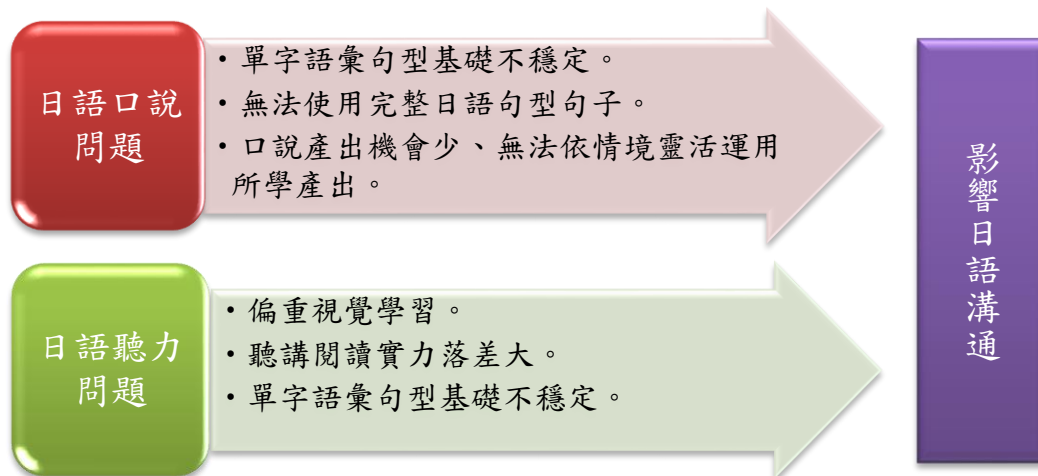 日語口說
問題
・單字語彙句型基礎不穩定。
・無法使用完整日語句型句子。
・口說產出機會少、無法依情境靈活運用
所學產出。
日語聽力
問題
・偏重視覺學習。
・聽講閱讀實力落差大。
・單字語彙句型基礎不穩定。
影響日語溝通